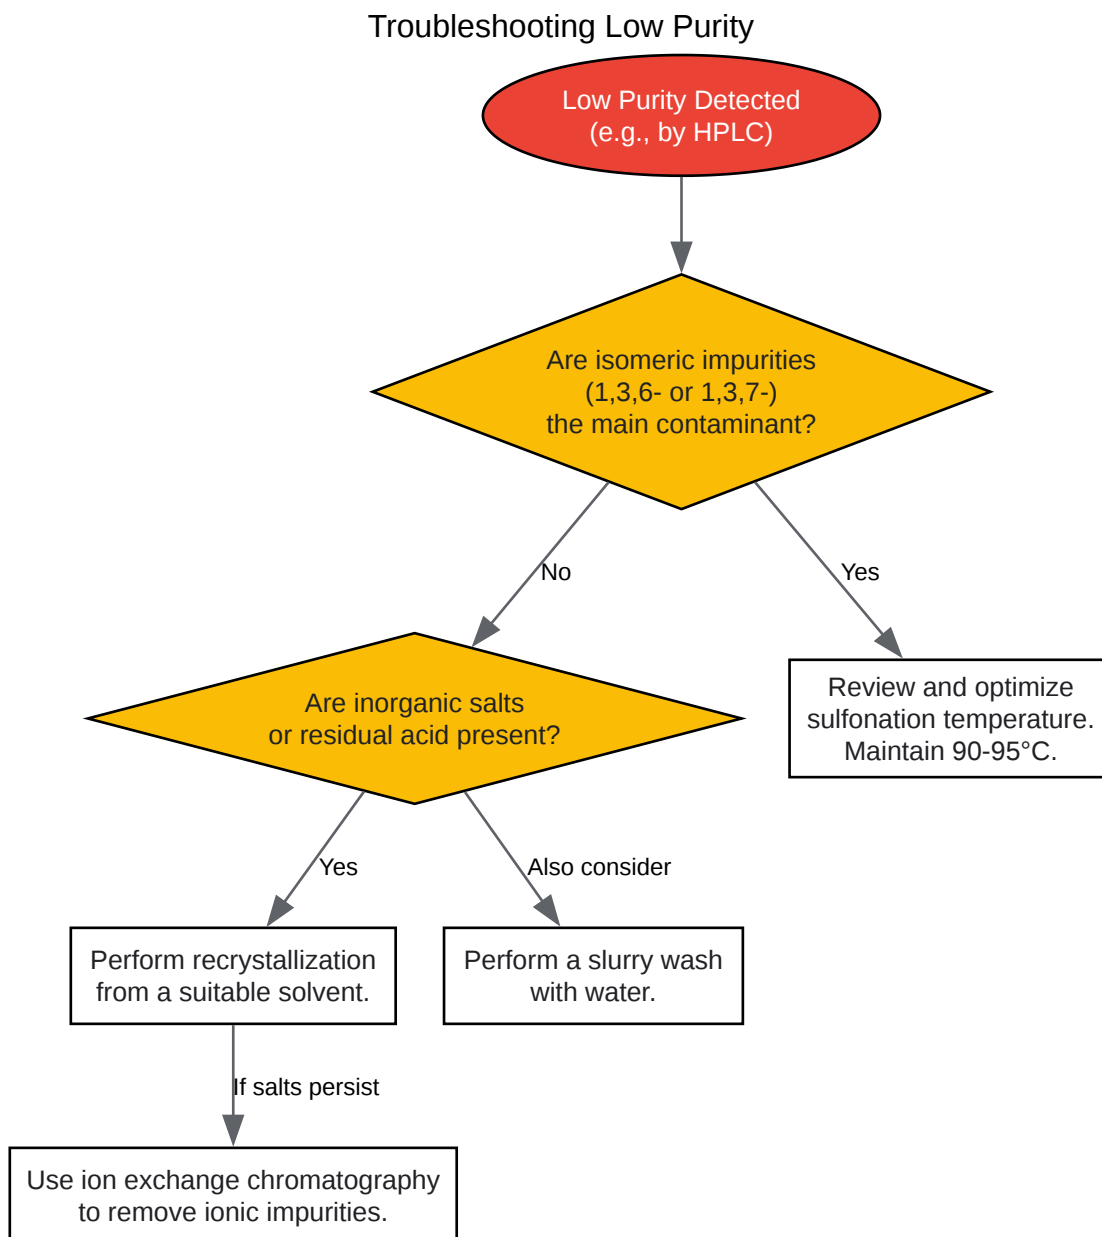 Troubleshooting Low Purity
Low Purity Detected
(e.g., by HPLC)
Are isomeric impurities
(1,3,6- or 1,3,7-)
the main contaminant?
No
Yes
Are inorganic salts
or residual acid present?
Review and optimize
sulfonation temperature.
Maintain 90-95°C.
Yes
Also consider
Perform recrystallization
from a suitable solvent.
Perform a slurry wash
with water.
If salts persist
Use ion exchange chromatography
to remove ionic impurities.